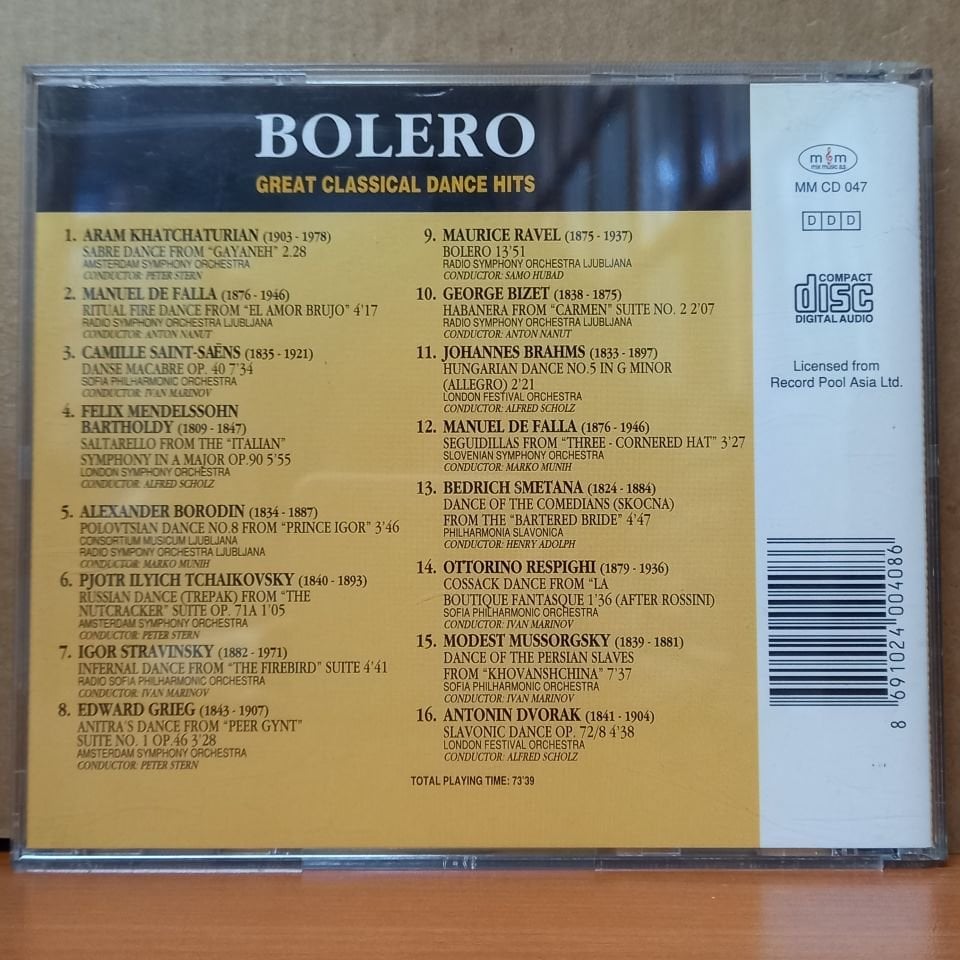 BOLERO
GREAT CLASSICAL DANCE HITS
1. ARAM KHATCHATURIAN (1903 - 1978)
SABRE DANCE FROM "GAYANEH" 2.28
AMSTERDAM SYMPHONY ORCHESTRA
CONDUCTOR: PETER STERN
2. MANUEL DE FALLA (1876 - 1946)
RITUAL FIRE DANCE FROM "EL AMOR BRUJO" 4'17
RADIO SYMPHONY ORCHESTRA LJUBLJANA
CONDUCTOR: ANTON NANUT
3. CAMILLE SAINT-SAËNS (1835 - 1921)
DANSE MACABRE OP. 40 7'34
SOFIA PHILHARMONIC ORCHESTRA
CONDUCTOR: IVAN MARINOV
4. FELIX MENDELSSOHN
BARTHOLDY (1809 - 1847)
SALTARELLO FROM THE "ITALIAN"
SYMPHONY IN A MAJOR OP.90 5'55
LONDON SYMPHONY ORCHESTRA
CONDUCTOR: ALFRED SCHOLZ
5. ALEXANDER BORODIN (1834 - 1887)
POLOVTSIAN DANCE NO.8 FROM "PRINCE IGOR" 3'46
CONSORTIUM MUSICUM LJUBLJANA
RADIO SYMPONY ORCHESTRA LJUBLJANA
CONDUCTOR: MARKO MUNIH
6. PJOTR ILYICH TCHAIKOVSKY (1840 - 1893)
RUSSIAN DANCE (TREPAK) FROM "THE
NUTCRACKER" SUITE OP. 71A 1'05
AMSTERDAM SYMPHONY ORCHESTRA
CONDUCTOR: PETER STERN
7. IGOR STRAVINSKY (1882 - 1971)
INFERNAL DANCE FROM "THE FIREBIRD" SUITE 4'41
RADIO SOFIA PHILHARMONIC ORCHESTRA
CONDUCTOR: IVAN MARINOV
8. EDWARD GRIEG (1843 - 1907)
ANITRA'S DANCE FROM "PEER GYNT"
SUITE NO. 1 OP.46 3'28
AMSTERDAM SYMPHONY ORCHESTRA
CONDUCTOR: PETER STERN
9. MAURICE RAVEL (1875 - 1937)
BOLERO 13'51
RADIO SYMPHONY ORCHESTRA LJUBLJANA
CONDUCTOR: SAMO HUBAD
10. GEORGE BIZET (1838 - 1875)
HABANERA FROM "CARMEN" SUITE NO. 2 2'07
RADIO SYMPHONY ORCHESTRA LJUBLJANA
CONDUCTOR: ANTON NANUT
11. JOHANNES BRAHMS (1833 - 1897)
HUNGARIAN DANCE NO.5 IN G MINOR
(ALLEGRO) 2'21
LONDON FESTIVAL ORCHESTRA
CONDUCTOR: ALFRED SCHOLZ
12. MANUEL DE FALLA (1876 - 1946)
SEGUIDILLAS FROM "THREE - CORNERED HAT" 3'27
SLOVENIAN SYMPHONY ORCHESTRA
CONDUCTOR: MARKO MUNIH
13. BEDRICH SMETANA (1824 - 1884)
DANCE OF THE COMEDIANS (SKOCNA)
FROM THE "BARTERED BRIDE" 4'47
PHILHARMONIA SLAVONICA
CONDUCTOR: HENRY ADOLPH
14. OTTORINO RESPIGHI (1879 - 1936)
COSSACK DANCE FROM "LA
BOUTIQUE FANTASQUE 1'36 (AFTER ROSSINI)
SOFIA PHILHARMONIC ORCHESTRA
CONDUCTOR: IVAN MARINOV
15. MODEST MUSSORGSKY (1839 - 1881)
DANCE OF THE PERSIAN SLAVES
FROM "KHOVANSHCHINA" 7'37
SOFIA PHILHARMONIC ORCHESTRA
CONDUCTOR: IVAN MARINOV
16. ANTONIN DVORAK (1841 - 1904)
SLAVONIC DANCE OP. 72/8 4'38
LONDON FESTIVAL ORCHESTRA
CONDUCTOR: ALFRED SCHOLZ
TOTAL PLAYING TIME: 73'39
m m
mix music a.ş.
MM CD 047
D D D
COMPACT
disc
DIGITAL AUDIO
Licensed from
Record Pool Asia Ltd.
8 691024 004086